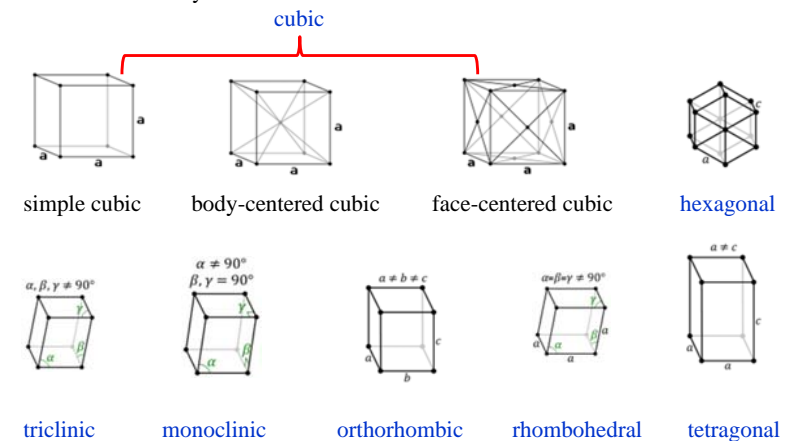 cubic
a
a
a
a
a
a
a
a
a
c
a
simple cubic
body-centered cubic
face-centered cubic
hexagonal
α, β, γ ≠ 90°
γ
α
β
α ≠ 90°
β, γ = 90°
γ
α
β
a ≠ b ≠ c
a
b
c
α=β=γ ≠ 90°
γ
a
α
β
a
a
a ≠ c
a
a
c
triclinic
monoclinic
orthorhombic
rhombohedral
tetragonal